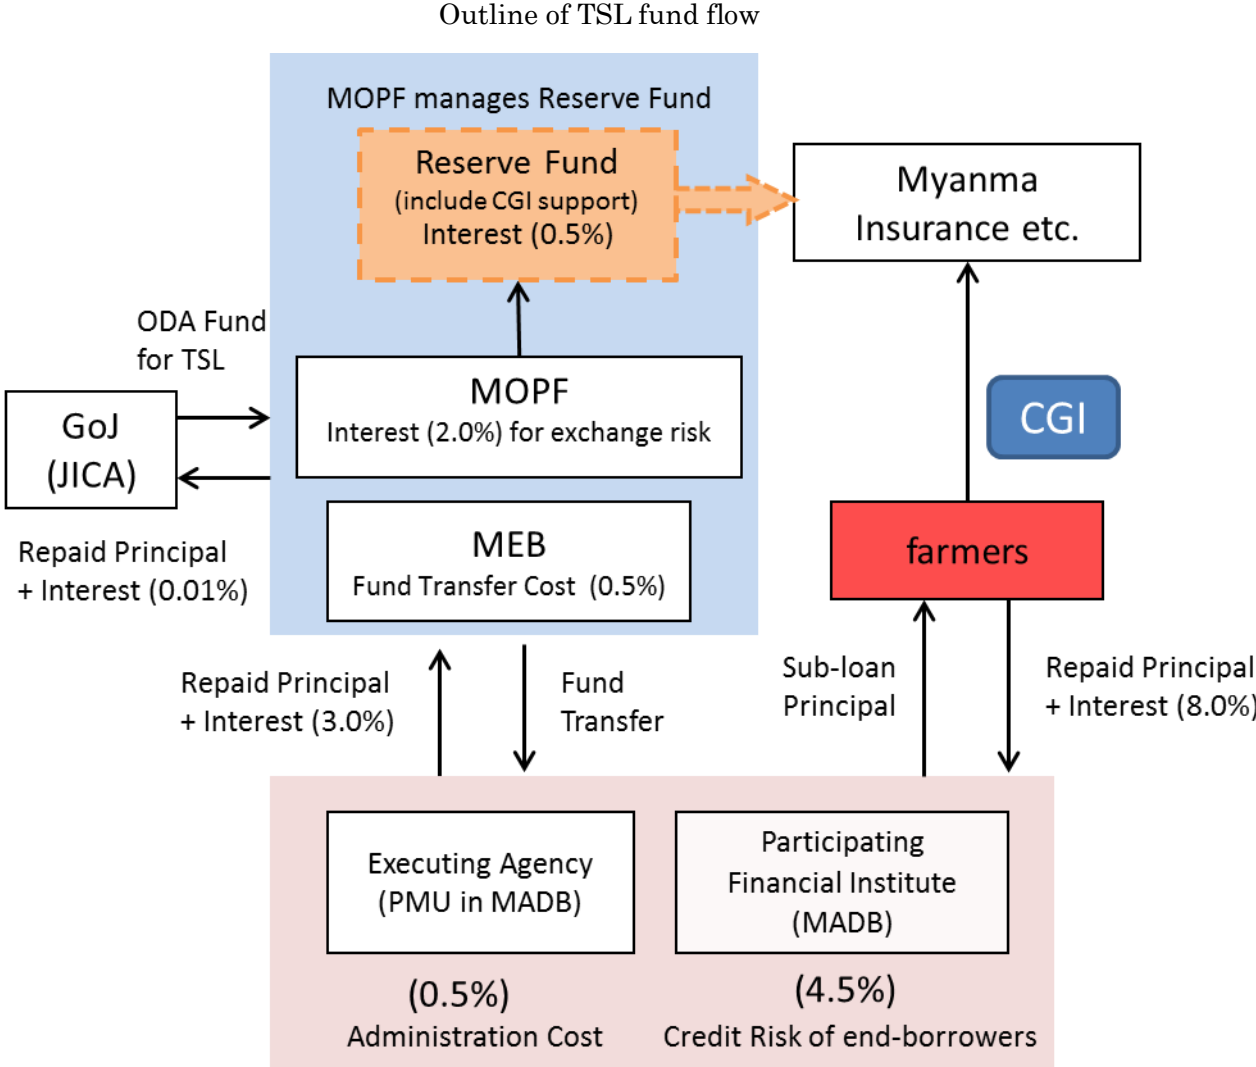 Outline of TSL fund flow
MOPF manages Reserve Fund
Reserve Fund
(include CGI support)
Interest (0.5%)
Myanma
Insurance etc.
ODA Fund
for TSL
GoJ
(JICA)
MOPF
Interest (2.0%) for exchange risk
CGI
Repaid Principal
+ Interest (0.01%)
MEB
Fund Transfer Cost (0.5%)
farmers
Repaid Principal
+ Interest (3.0%)
Fund
Transfer
Sub-loan
Principal
Repaid Principal
+ Interest (8.0%)
Executing Agency
(PMU in MADB)
Participating
Financial Institute
(MADB)
(0.5%)
Administration Cost
(4.5%)
Credit Risk of end-borrowers